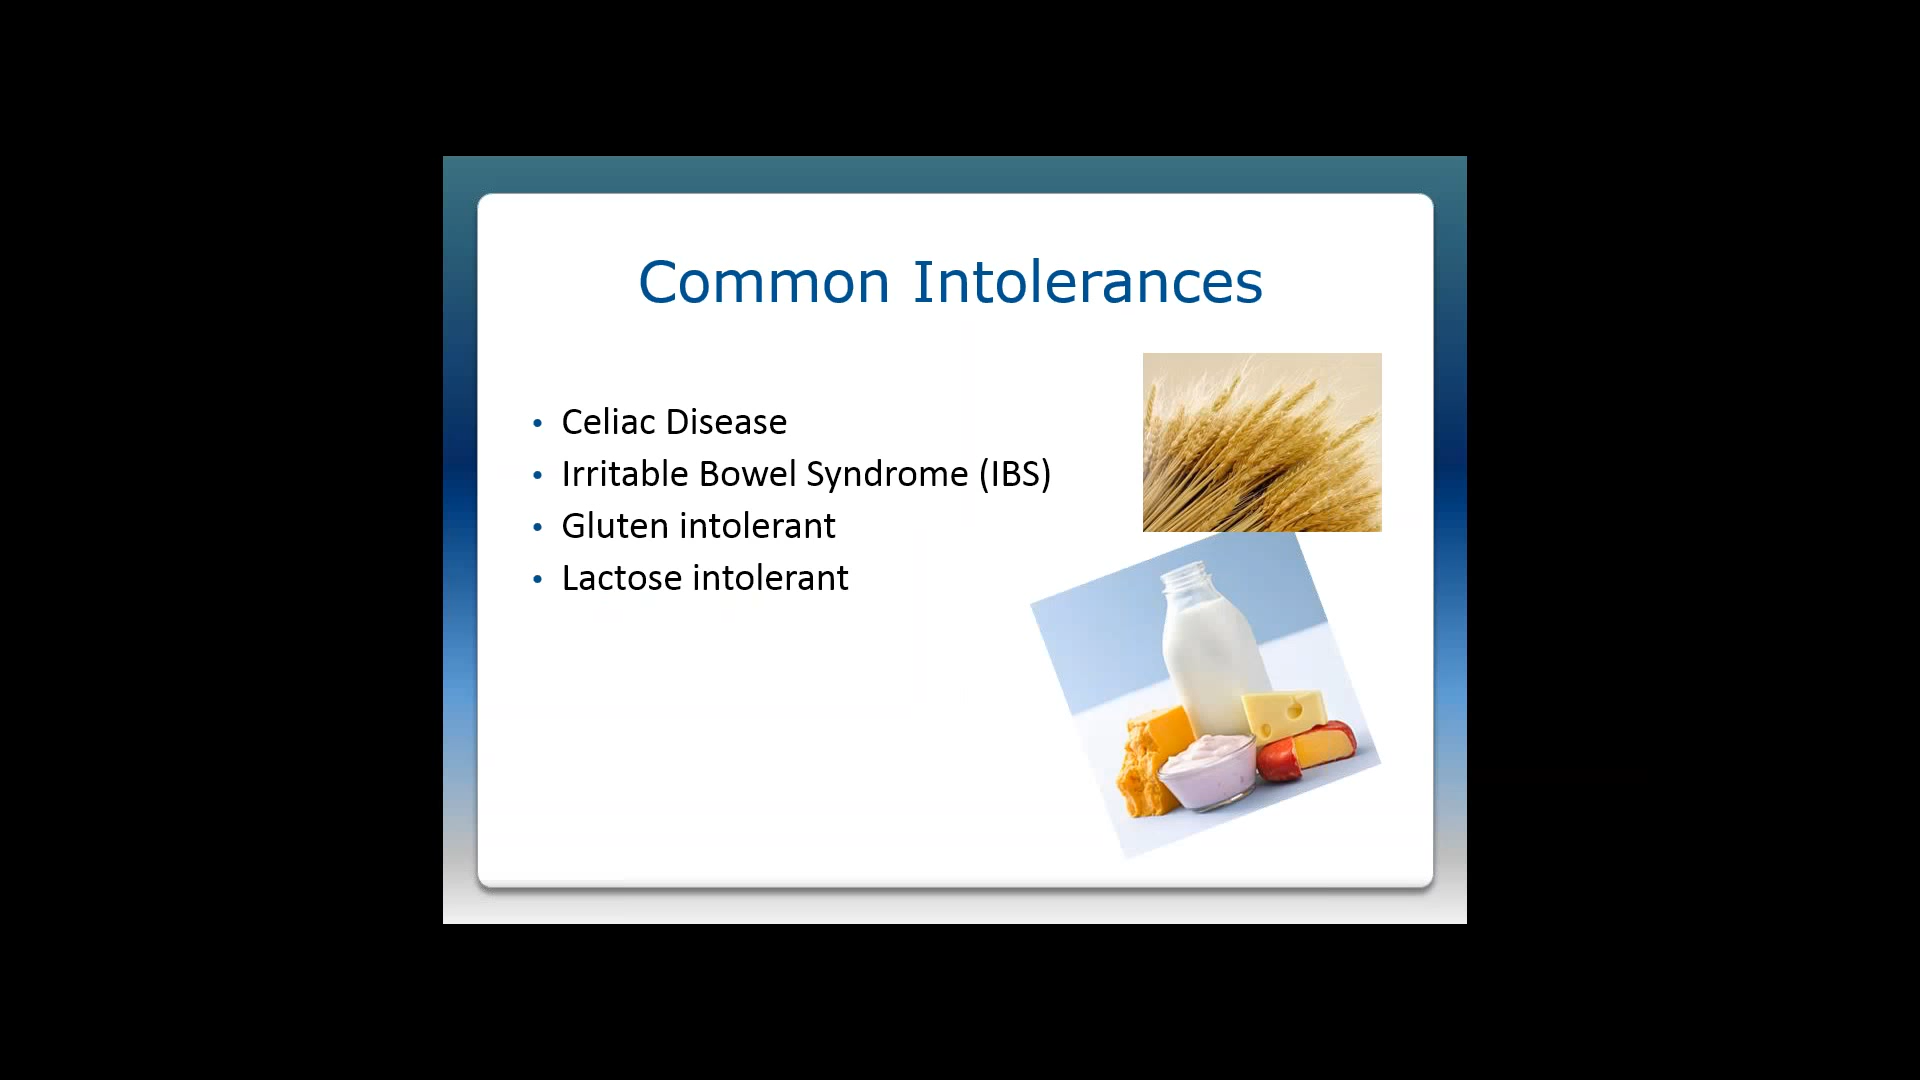 Common Intolerances
• Celiac Disease
• Irritable Bowel Syndrome (IBS)
• Gluten intolerant
• Lactose intolerant